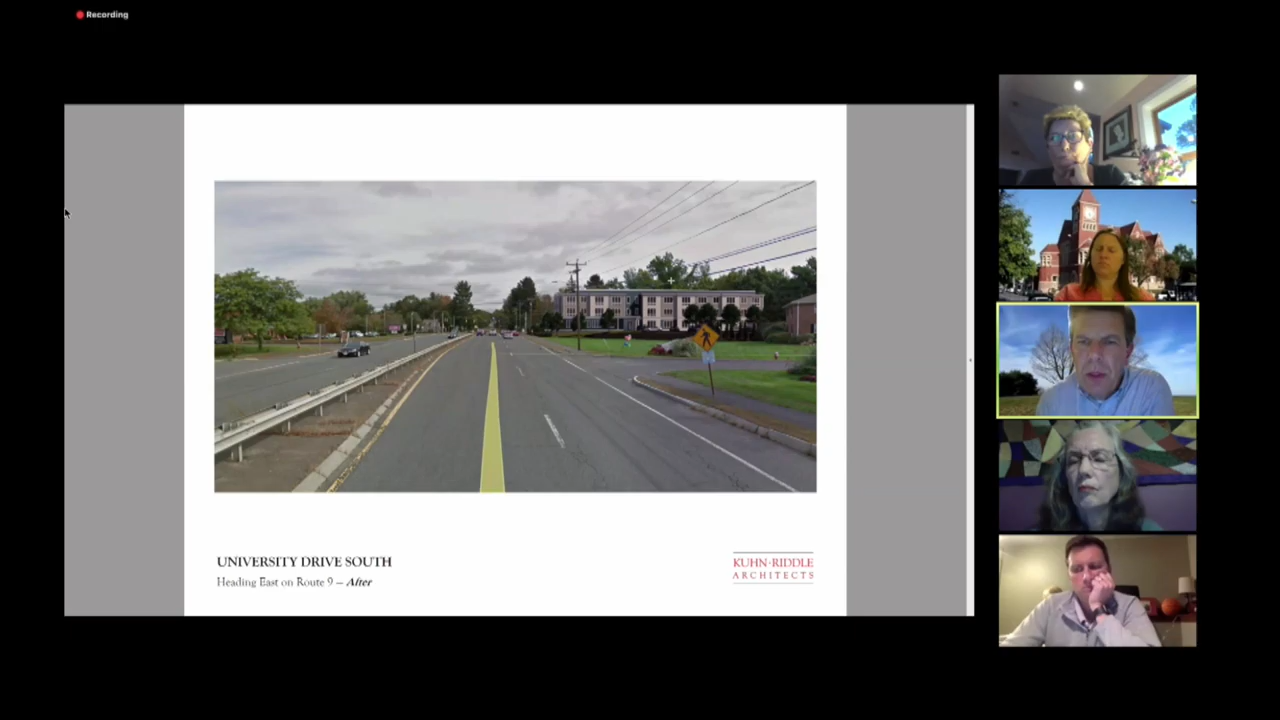 Recording
UNIVERSITY DRIVE SOUTH
Heading East on Route 9 – After
KUHN·RIDDLE
ARCHITECTS